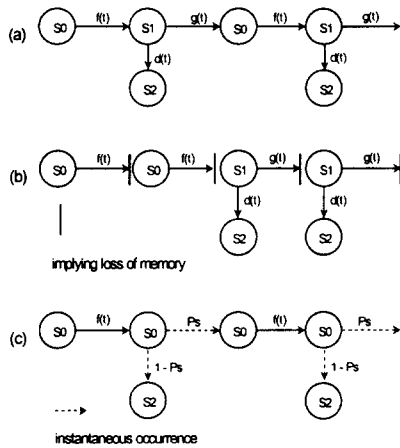 (a) S0 f(t) S1 g(t) S0 f(t) S1 g(t)
d(t) d(t)
S2 S2
(b) S0 f(t) S0 f(t) S1 g(t) S1 g(t)
d(t) d(t)
S2 S2
implying loss of memory
(c) S0 f(t) S0 Ps S0 f(t) S0 Ps
1 - Ps 1 - Ps
S2 S2
instantaneous occurrence